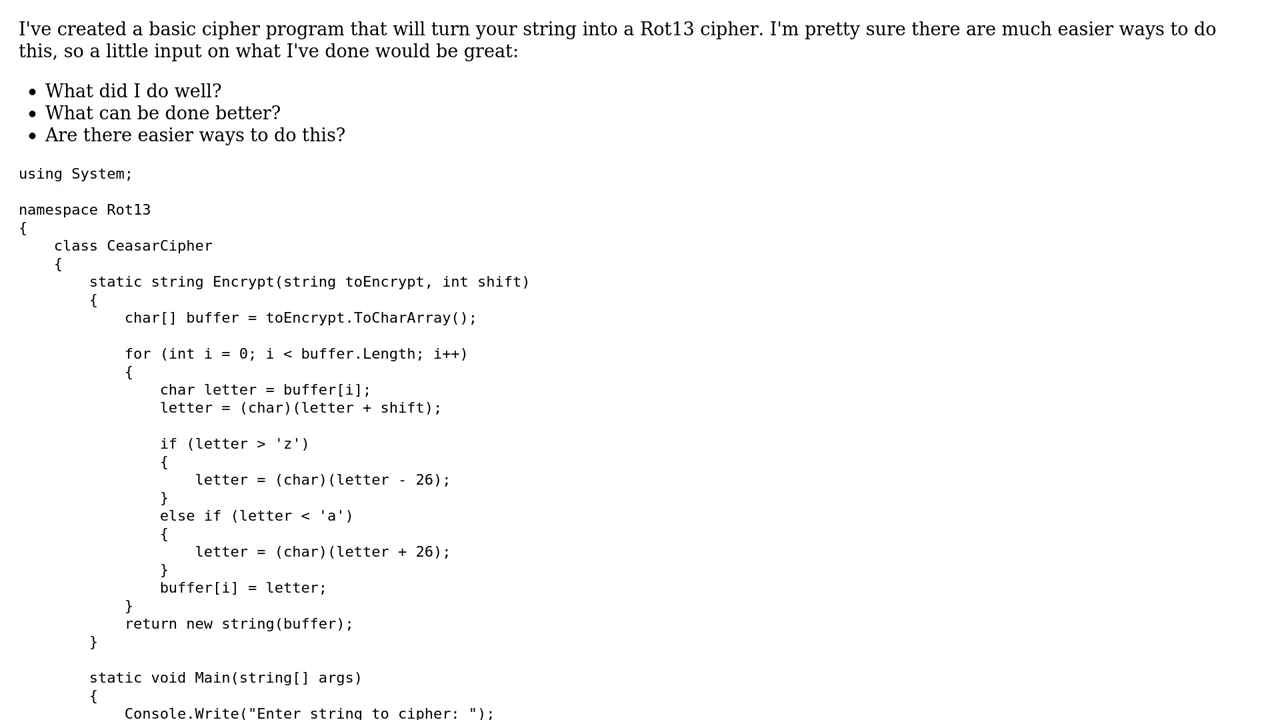 I've created a basic cipher program that will turn your string into a Rot13 cipher. I'm pretty sure there are much easier ways to do
this, so a little input on what I've done would be great:
• What did I do well?
• What can be done better?
• Are there easier ways to do this?
using System;
namespace Rot13
{
    class CeasarCipher
    {
        static string Encrypt(string toEncrypt, int shift)
        {
            char[] buffer = toEncrypt.ToCharArray();
            for (int i = 0; i < buffer.Length; i++)
            {
                char letter = buffer[i];
                letter = (char)(letter + shift);
                if (letter > 'z')
                {
                    letter = (char)(letter - 26);
                }
                else if (letter < 'a')
                {
                    letter = (char)(letter + 26);
                }
                buffer[i] = letter;
            }
            return new string(buffer);
        }
        static void Main(string[] args)
        {
            Console.Write("Enter string to cipher: ");